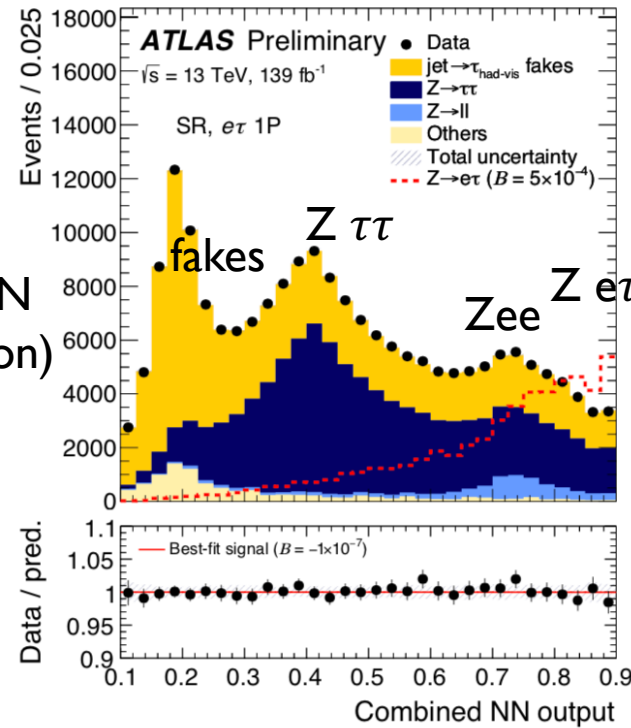 18000
16000
14000
12000
10000
8000
6000
4000
2000
0
Events / 0.025
ATLAS Preliminary
√s = 13 TeV, 139 fb⁻¹
SR, eτ 1P
Data
jet→τhad-vis fakes
Z→ττ
Z→ll
Others
Total uncertainty
Z→eτ (B = 5×10⁻⁴)
fakes
Z ττ
Zee
Z eτ
N
on)
1.1
1.05
1
0.95
0.9
Data / pred.
Best-fit signal (B = −1×10⁻⁷)
0.1 0.2 0.3 0.4 0.5 0.6 0.7 0.8 0.9
Combined NN output